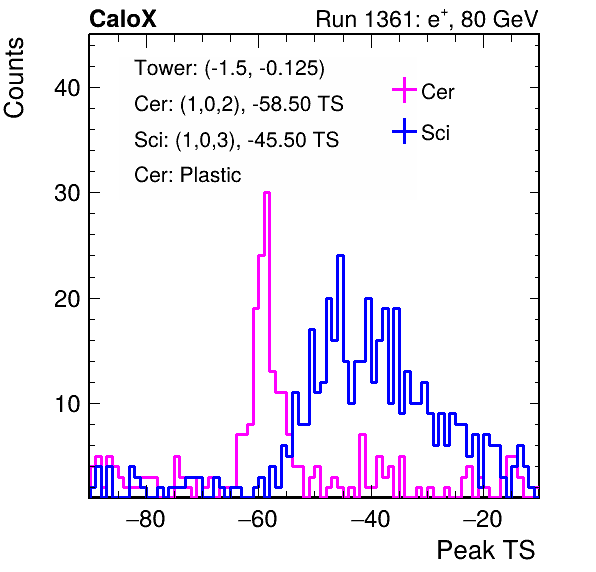 CaloX Run 1361: e⁺, 80 GeV
Counts
Tower: (-1.5, -0.125)
Cer: (1,0,2), -58.50 TS
Sci: (1,0,3), -45.50 TS
Cer: Plastic
Cer
Sci
40
30
20
10
−80 −60 −40 −20
Peak TS